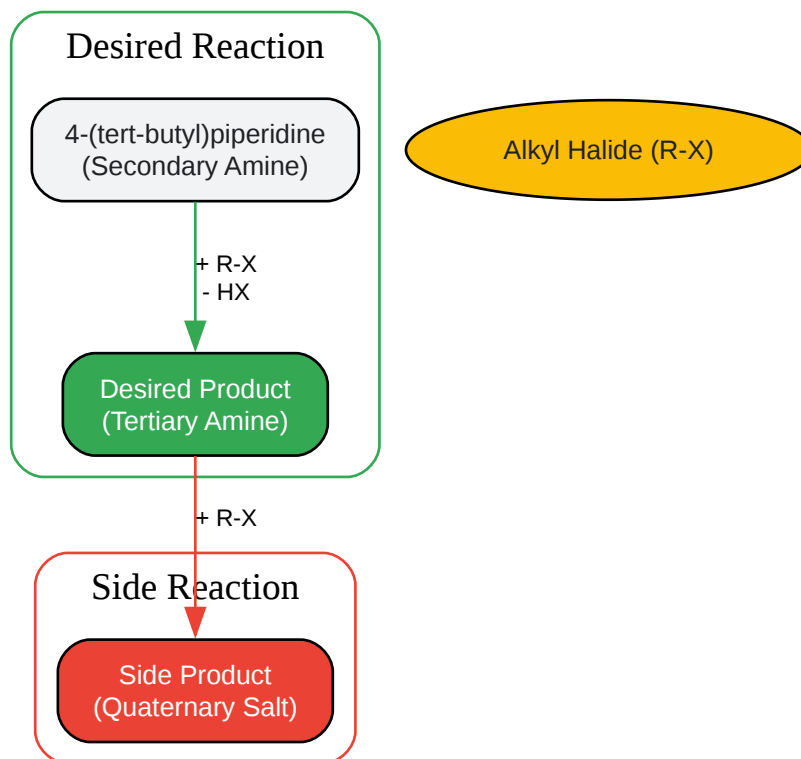 Desired Reaction
4-(tert-butyl)piperidine
(Secondary Amine)
Alkyl Halide (R-X)
+ R-X
- HX
Desired Product
(Tertiary Amine)
+ R-X
Side Reaction
Side Product
(Quaternary Salt)